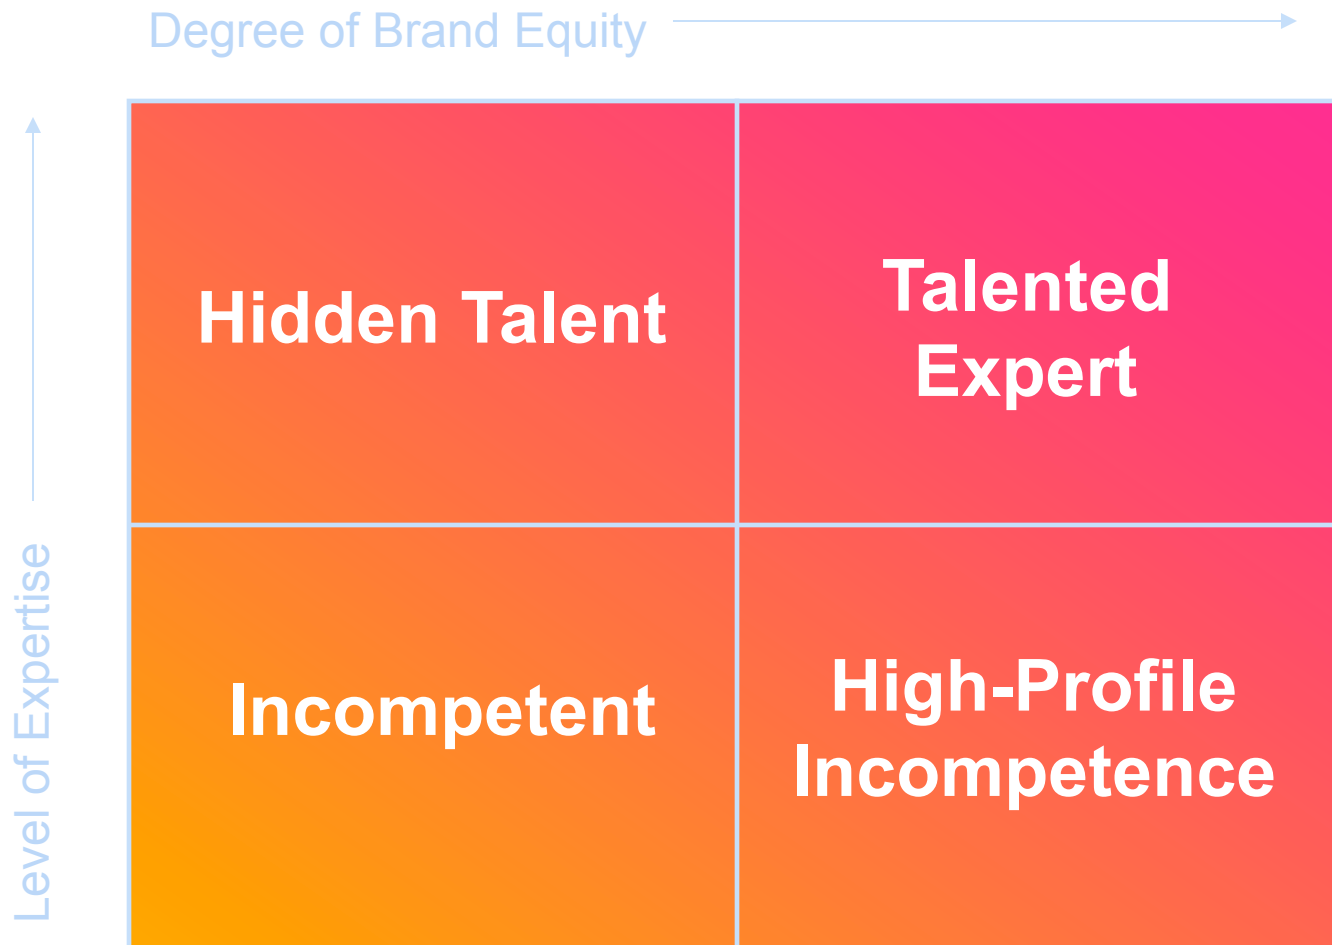 Degree of Brand Equity
Level of Expertise
Hidden Talent
Talented
Expert
Incompetent
High-Profile
Incompetence